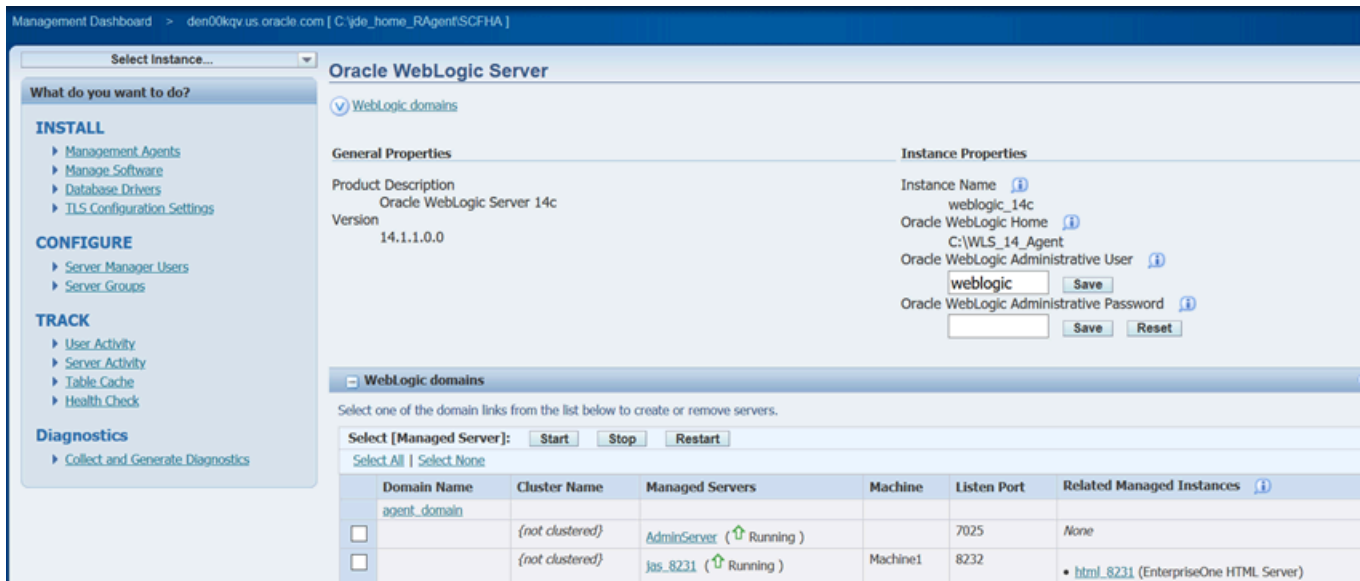 Management Dashboard > den00kqv.us.oracle.com [ C:\jde_home_RAgent\SCFHA ]
Select Instance...
What do you want to do?
INSTALL
Management Agents
Manage Software
Database Drivers
TLS Configuration Settings
CONFIGURE
Server Manager Users
Server Groups
TRACK
User Activity
Server Activity
Table Cache
Health Check
Diagnostics
Collect and Generate Diagnostics
Oracle WebLogic Server
WebLogic domains
General Properties
Product Description
Oracle WebLogic Server 14c
Version
14.1.1.0.0
Instance Properties
Instance Name
weblogic_14c
Oracle WebLogic Home
C:\WLS_14_Agent
Oracle WebLogic Administrative User
weblogic Save
Oracle WebLogic Administrative Password
Save Reset
WebLogic domains
Select one of the domain links from the list below to create or remove servers.
Select [Managed Server]: Start Stop Restart
Select All | Select None
Domain Name Cluster Name Managed Servers Machine Listen Port Related Managed Instances
agent_domain
{not clustered} AdminServer ( Running ) 7025 None
{not clustered} jas_8231 ( Running ) Machine1 8232 • html_8231 (EnterpriseOne HTML Server)